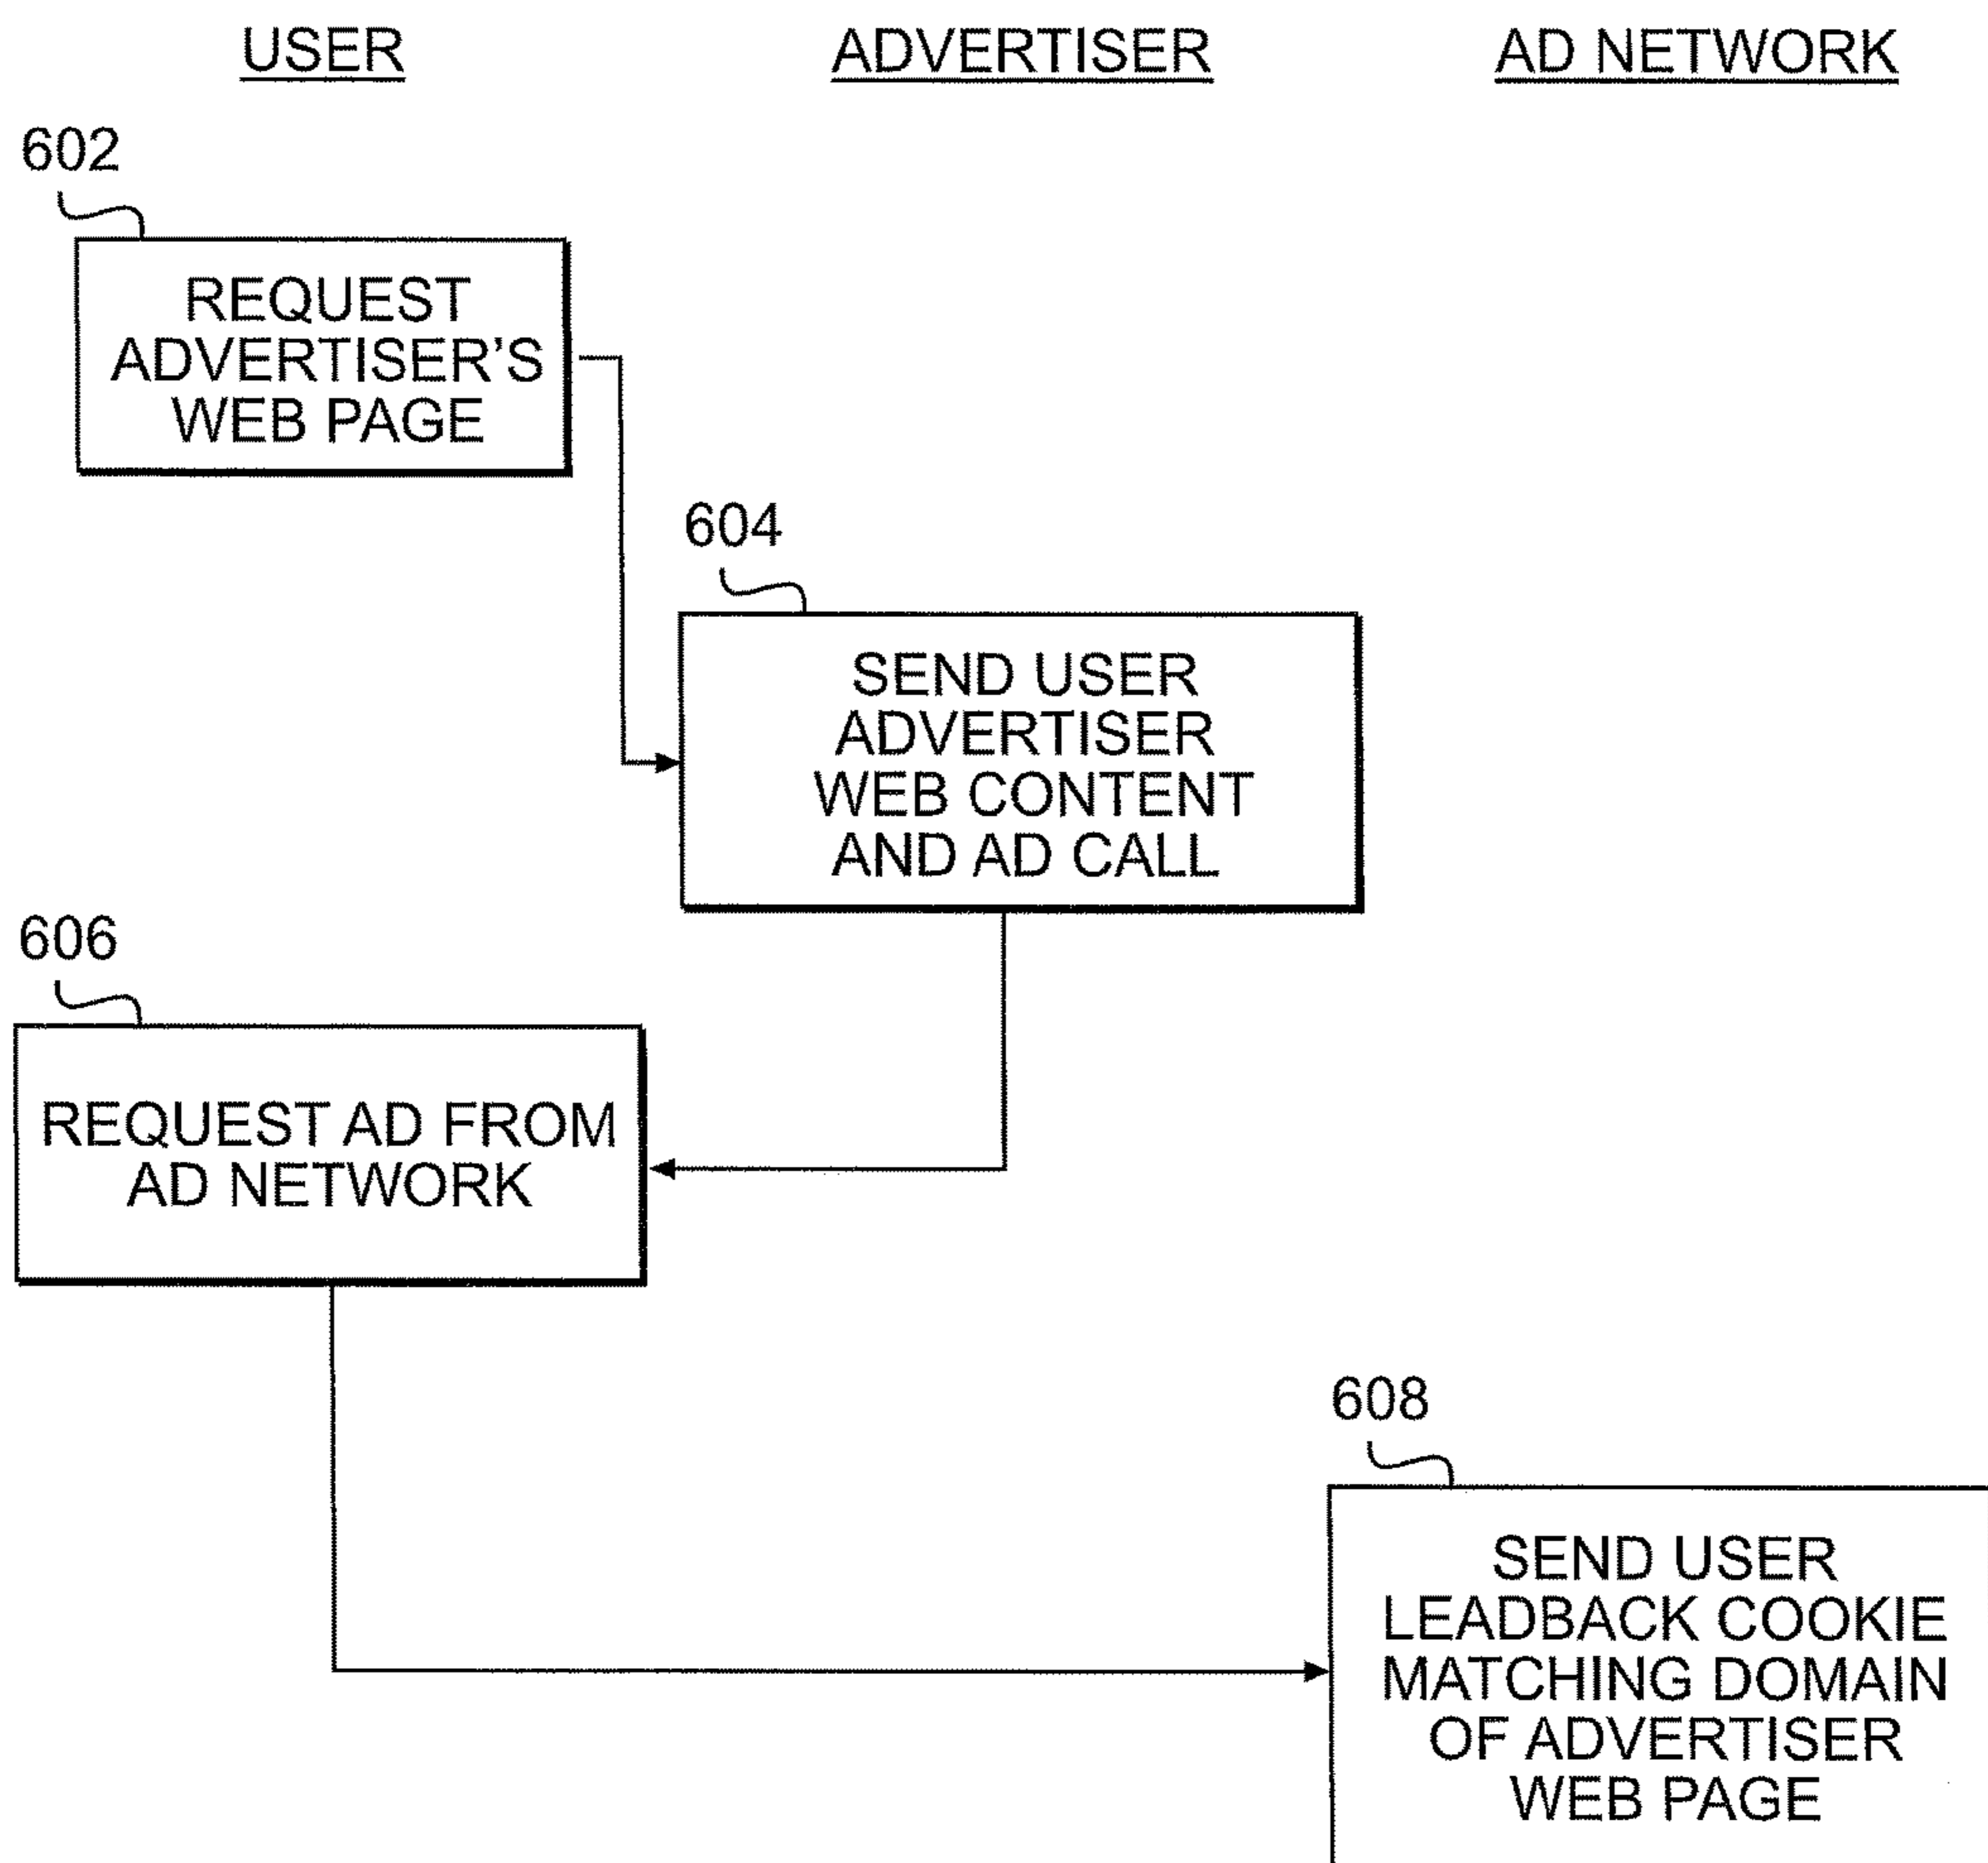 USER
ADVERTISER
AD NETWORK
602
REQUEST
ADVERTISER'S
WEB PAGE
604
SEND USER
ADVERTISER
WEB CONTENT
AND AD CALL
606
REQUEST AD FROM
AD NETWORK
608
SEND USER
LEADBACK COOKIE
MATCHING DOMAIN
OF ADVERTISER
WEB PAGE